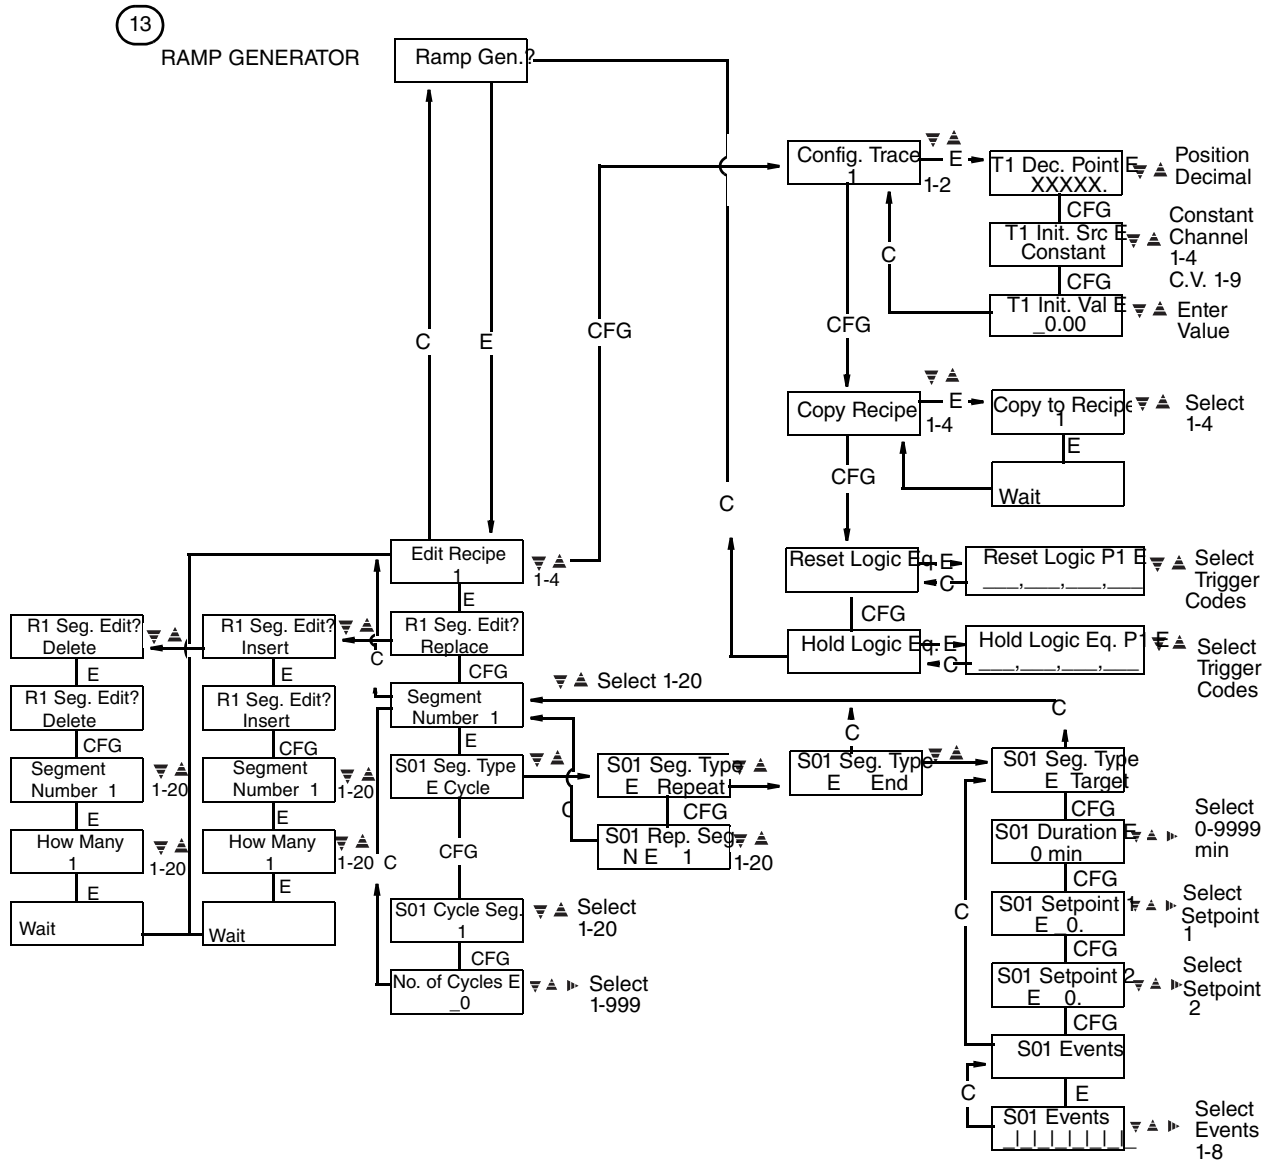 13
RAMP GENERATOR
Ramp Gen.?
Config. Trace
1
E
1-2
T1 Dec. Point E
XXXXX.
Position
Decimal
CFG
T1 Init. Src E
Constant
Constant
Channel
1-4
C.V. 1-9
CFG
T1 Init. Val E
_0.00
Enter
Value
C
CFG
C
E
CFG
Copy Recipe
E
1-4
Copy to Recipe
1
Select
1-4
E
Wait
CFG
C
Edit Recipe
1
1-4
Reset Logic Eq. E
C
Reset Logic P1 E
___,___,___,___
Select
Trigger
Codes
CFG
Hold Logic Eq. E
C
Hold Logic Eq. P1 E
___,___,___,___
Select
Trigger
Codes
E
R1 Seg. Edit?
Delete
R1 Seg. Edit?
Insert
R1 Seg. Edit?
Replace
C
E
E
CFG
R1 Seg. Edit?
Delete
R1 Seg. Edit?
Insert
Segment
Number 1
Select 1-20
C
CFG
CFG
E
C
Segment
Number 1
1-20
Segment
Number 1
1-20
S01 Seg. Type
E Cycle
S01 Seg. Type
E Repeat
S01 Seg. Type
E End
S01 Seg. Type
E Target
C
CFG
CFG
E
E
How Many
1
1-20
How Many
1
1-20
C
CFG
S01 Rep. Seg
N E 1
1-20
S01 Duration E
0 min
Select
0-9999
min
E
E
CFG
Wait
Wait
S01 Cycle Seg.
1
Select
1-20
C
S01 Setpoint 1
E _0.
Select
Setpoint
1
CFG
CFG
No. of Cycles E
_0
Select
1-999
S01 Setpoint 2
E 0.
Select
Setpoint
2
CFG
S01 Events
C
E
S01 Events
_|_|_|_|_|_|_|_
Select
Events
1-8